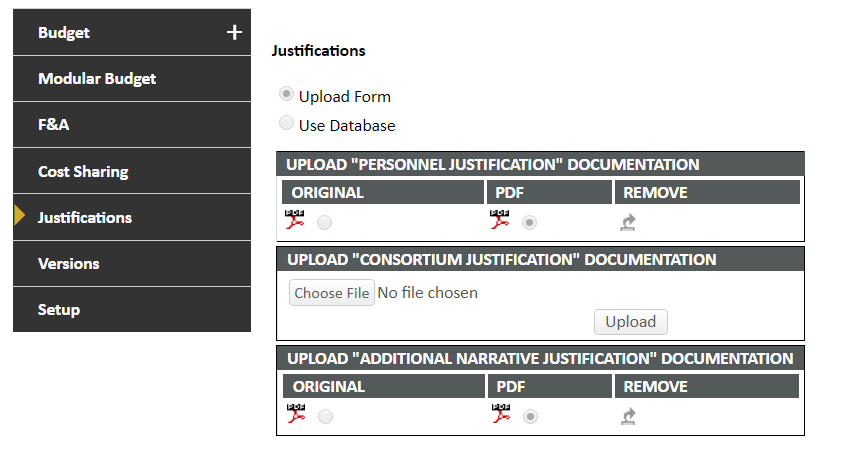 Budget
Modular Budget
F&A
Cost Sharing
Justifications
Versions
Setup
Justifications
Upload Form
Use Database
UPLOAD "PERSONNEL JUSTIFICATION" DOCUMENTATION
ORIGINAL PDF REMOVE
PDF PDF
UPLOAD "CONSORTIUM JUSTIFICATION" DOCUMENTATION
Choose File No file chosen
Upload
UPLOAD "ADDITIONAL NARRATIVE JUSTIFICATION" DOCUMENTATION
ORIGINAL PDF REMOVE
PDF PDF